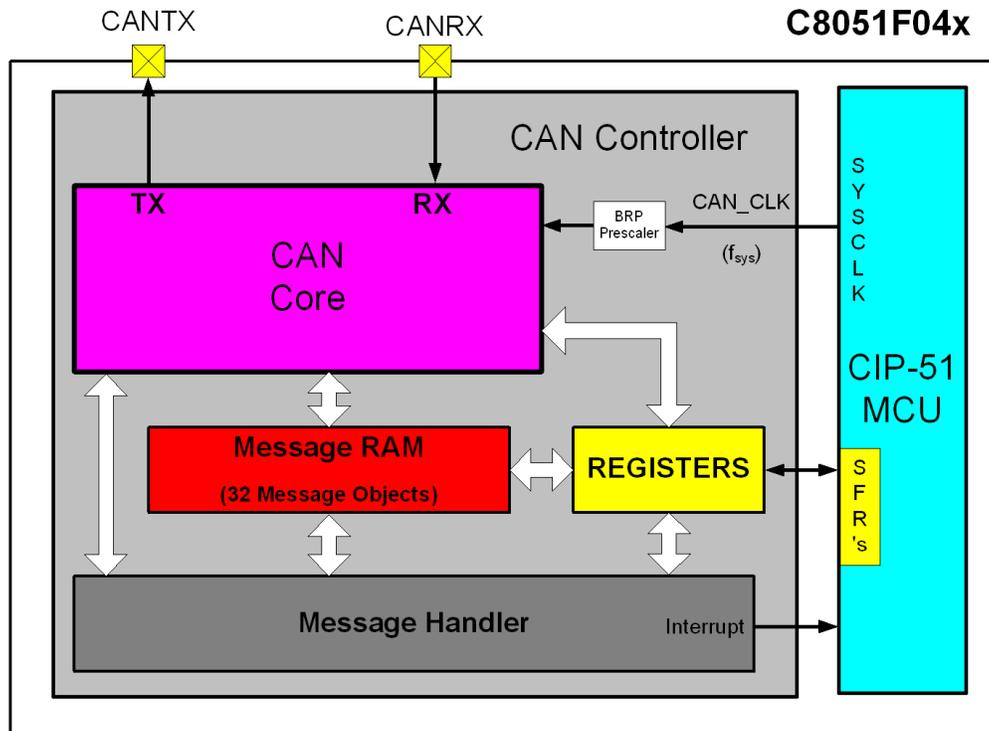 CANTX
CANRX
C8051F04x
CAN Controller
TX
RX
CAN
Core
BRP
Prescaler
CAN_CLK
(fsys)
S
Y
S
C
L
K
CIP-51
MCU
Message RAM
(32 Message Objects)
REGISTERS
S
F
R
's
Message Handler
Interrupt